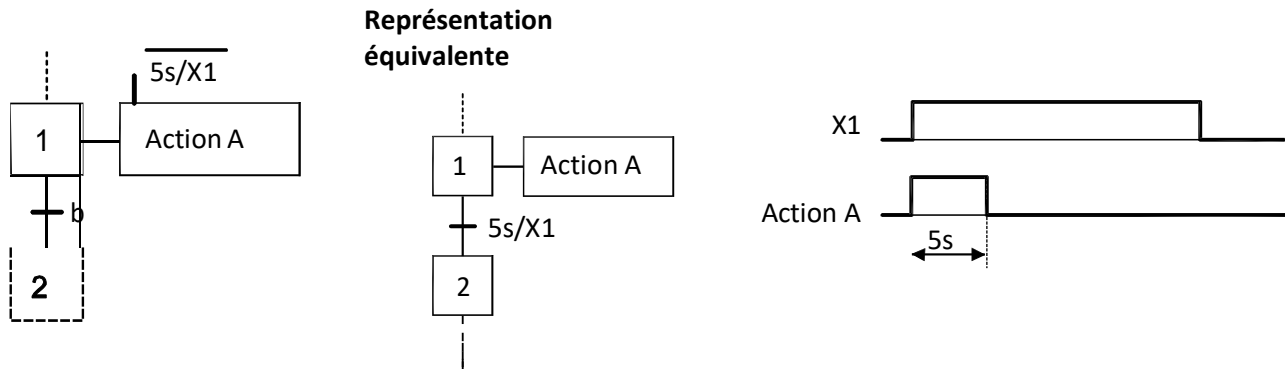 5s/X1
1
Action A
b
2
Représentation
équivalente
1
Action A
5s/X1
2
X1
Action A
5s